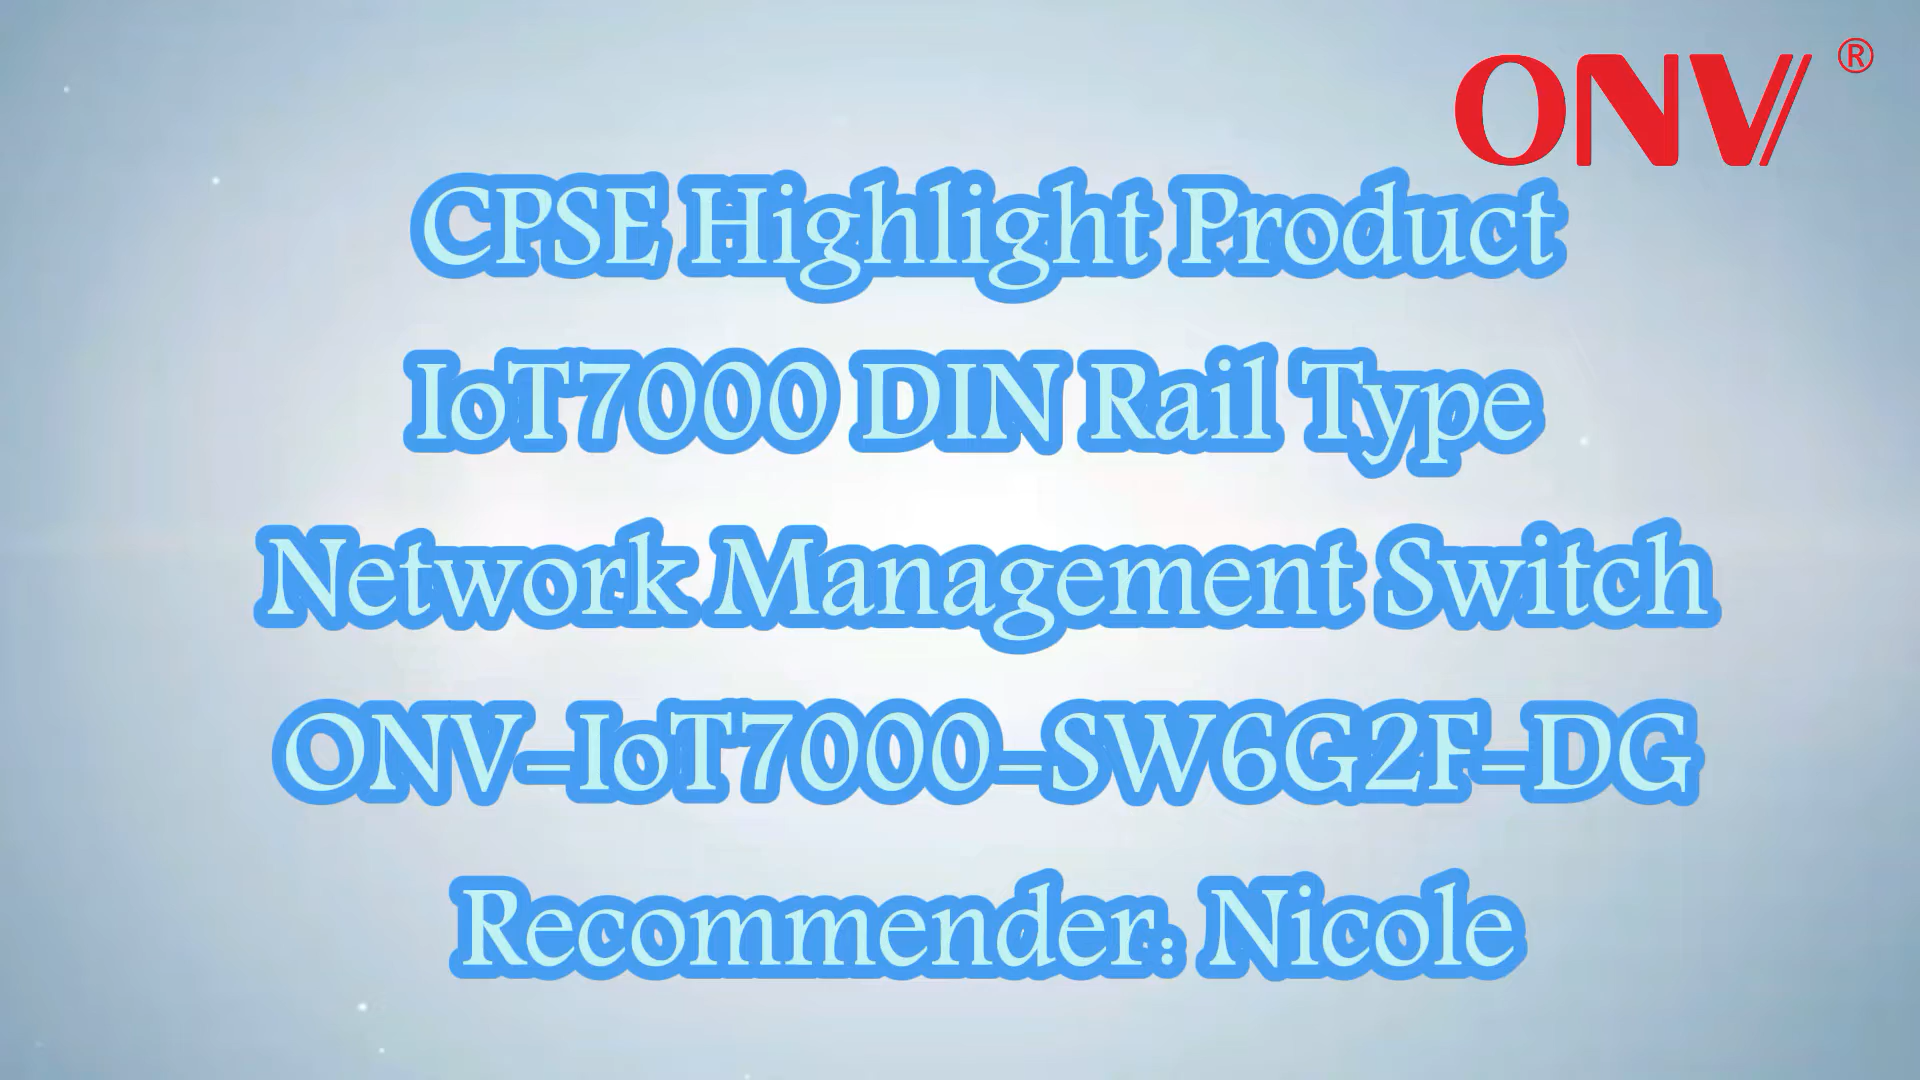 ONV®
CPSE Highlight Product
IoT7000 DIN Rail Type
Network Management Switch
ONV-IoT7000-SW6G2F-DG
Recommender: Nicole